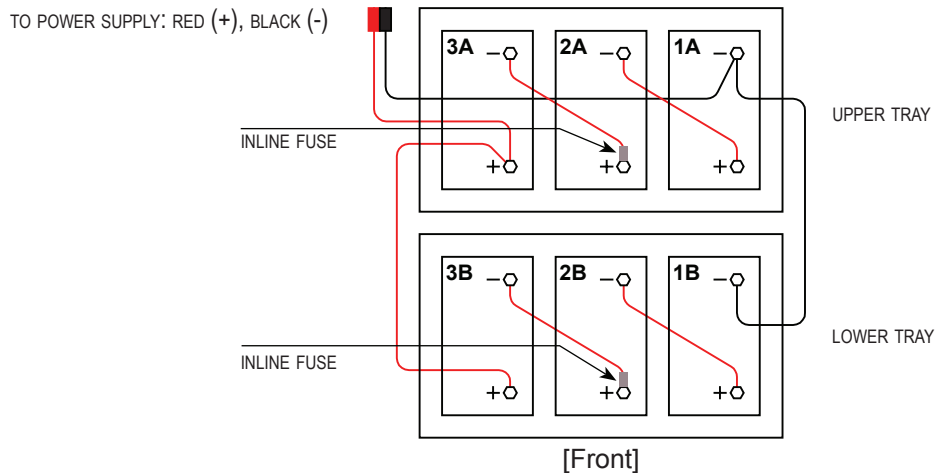 TO POWER SUPPLY: RED (+), BLACK (-)
3A − 2A − 1A −
UPPER TRAY
INLINE FUSE
+ + +
3B − 2B − 1B −
LOWER TRAY
INLINE FUSE
+ + +
[Front]